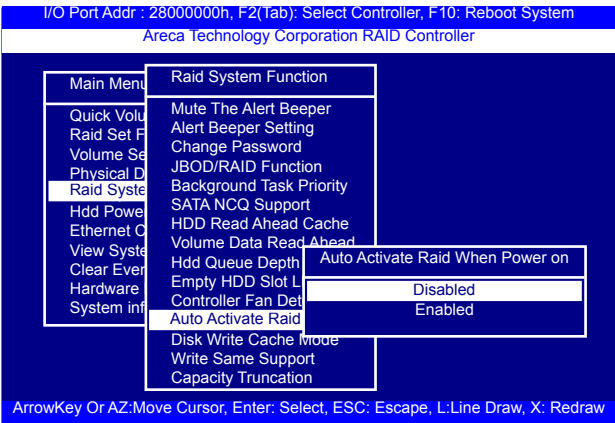 I/O Port Addr : 28000000h, F2(Tab): Select Controller, F10: Reboot System
Areca Technology Corporation RAID Controller
Main Menu
Quick Volu
Raid Set F
Volume Se
Physical D
Raid Syste
Hdd Powe
Ethernet C
View Syste
Clear Ever
Hardware
System inf
Raid System Function
Mute The Alert Beeper
Alert Beeper Setting
Change Password
JBOD/RAID Function
Background Task Priority
SATA NCQ Support
HDD Read Ahead Cache
Volume Data Read Ahead
Hdd Queue Depth
Empty HDD Slot L
Controller Fan Det
Auto Activate Raid
Disk Write Cache Mode
Write Same Support
Capacity Truncation
Auto Activate Raid When Power on
Disabled
Enabled
ArrowKey Or AZ:Move Cursor, Enter: Select, ESC: Escape, L:Line Draw, X: Redraw